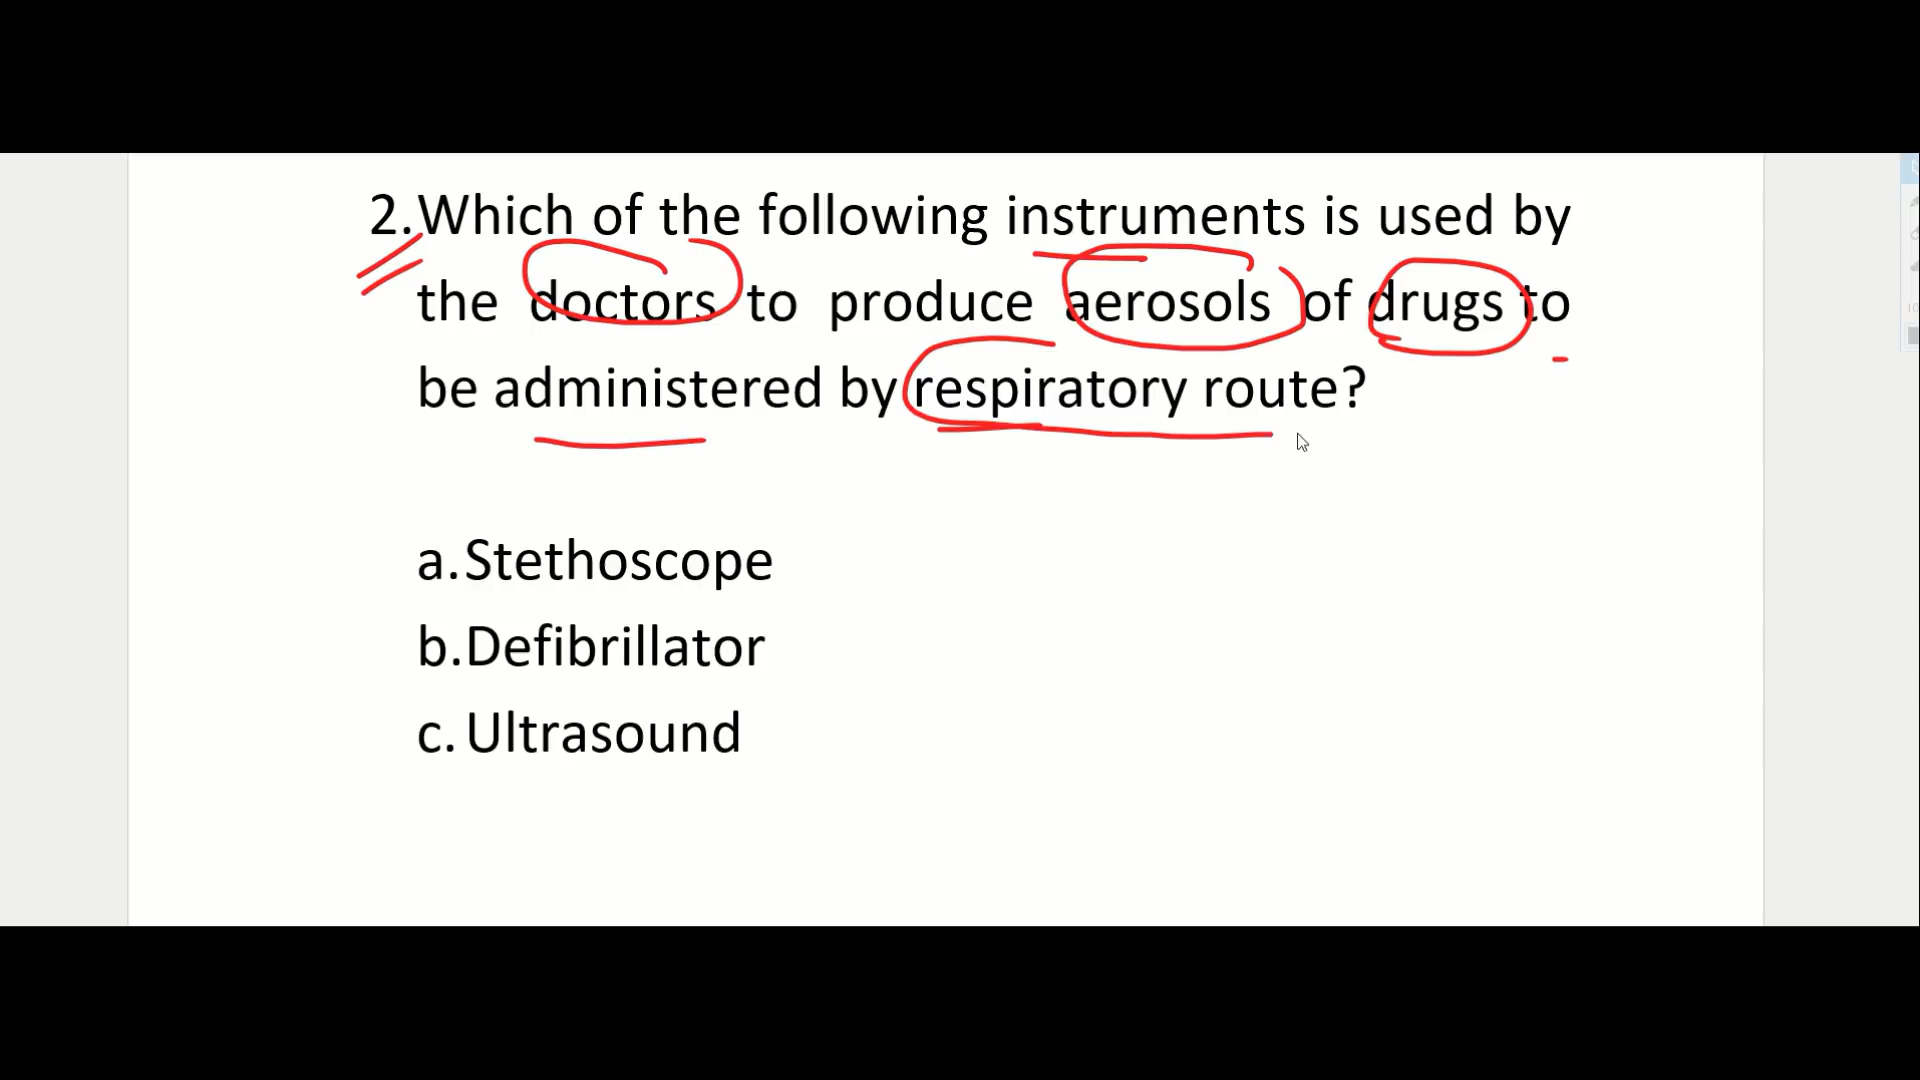 2.Which of the following instruments is used by
the doctors to produce aerosols of drugs to
be administered by respiratory route?
a.Stethoscope
b.Defibrillator
c.Ultrasound